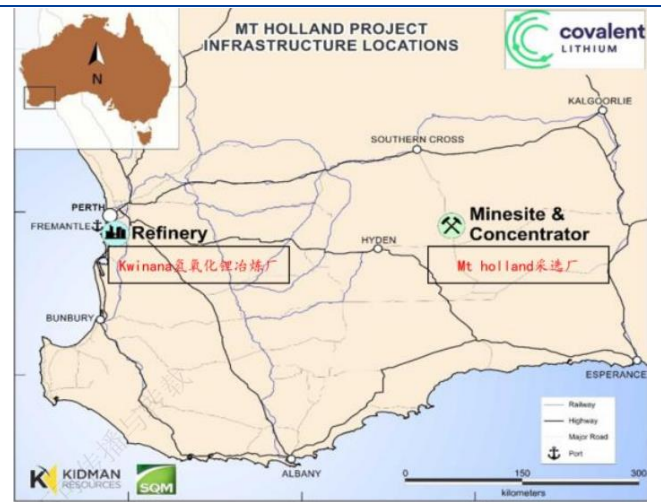 MT HOLLAND PROJECT
INFRASTRUCTURE LOCATIONS
covalent
LITHIUM
N
KALGOORLIE
SOUTHERN CROSS
PERTH
FREMANTLE
Refinery
Minesite &
Concentrator
HYDEN
Kwinana氢氧化锂冶炼厂
Mt holland采选厂
BUNBURY
ESPERANCE
Railway
Highway
Major Road
Port
ALBANY
K KIDMAN
RESOURCES
SQM
0 150 300
kilometers